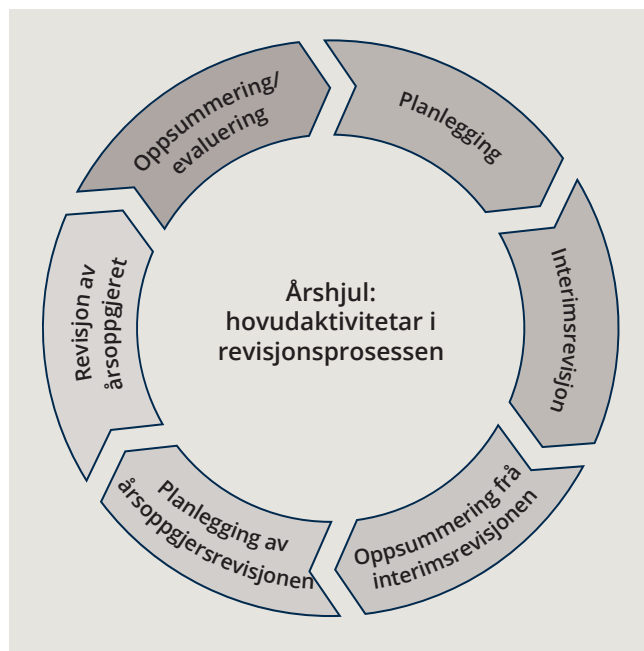 Årshjul:
hovudaktivitetar i
revisjonsprosessen
Planlegging
Interimsrevisjon
Oppsummering frå
interimsrevisjonen
Planlegging av
årsoppgjersrevisjonen
Revisjon av
årsoppgjeret
Oppsummering/
evaluering